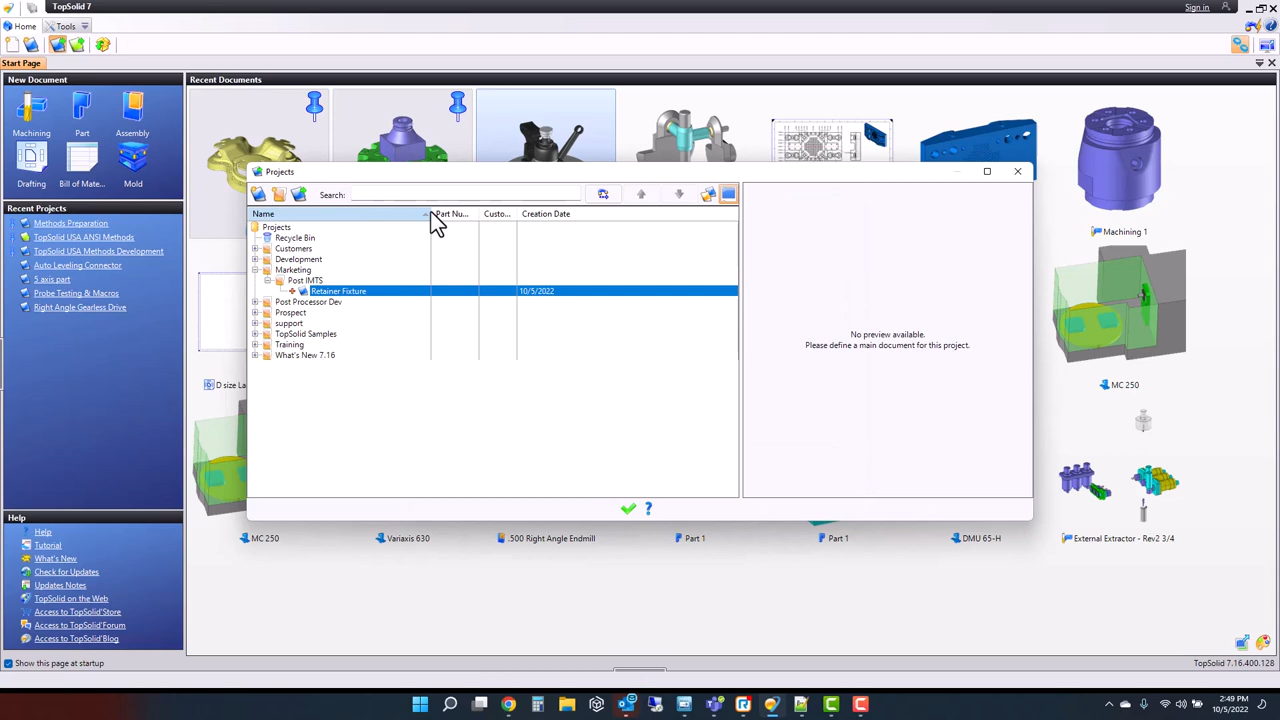 TopSolid 7
Sign in
Home
Tools
Start Page
New Document
Machining
Part
Assembly
Drafting
Bill of Mate...
Mold
Recent Projects
Methods Preparation
TopSolid USA ANSI Methods
TopSolid USA Methods Development
Auto Leveling Connector
5 axis part
Probe Testing & Macros
Right Angle Gearless Drive
Help
Help
Tutorial
What's New
Check for Updates
Updates Notes
TopSolid on the Web
Access to TopSolid'Store
Access to TopSolid'Forum
Access to TopSolid'Blog
Show this page at startup
Recent Documents
Projects
Search:
Name
Part Nu...
Custo...
Creation Date
Projects
Recycle Bin
Customers
Development
Marketing
Post IMTS
Retainer Fixture
10/5/2022
Post Processor Dev
Prospect
support
TopSolid Samples
Training
What's New 7.16
No preview available.
Please define a main document for this project.
Machining 1
D size La
MC 250
MC 250
Variaxis 630
.500 Right Angle Endmill
Part 1
Part 1
DMU 65-H
External Extractor - Rev2 3/4
TopSolid 7.16.400.128
2:49 PM
10/5/2022